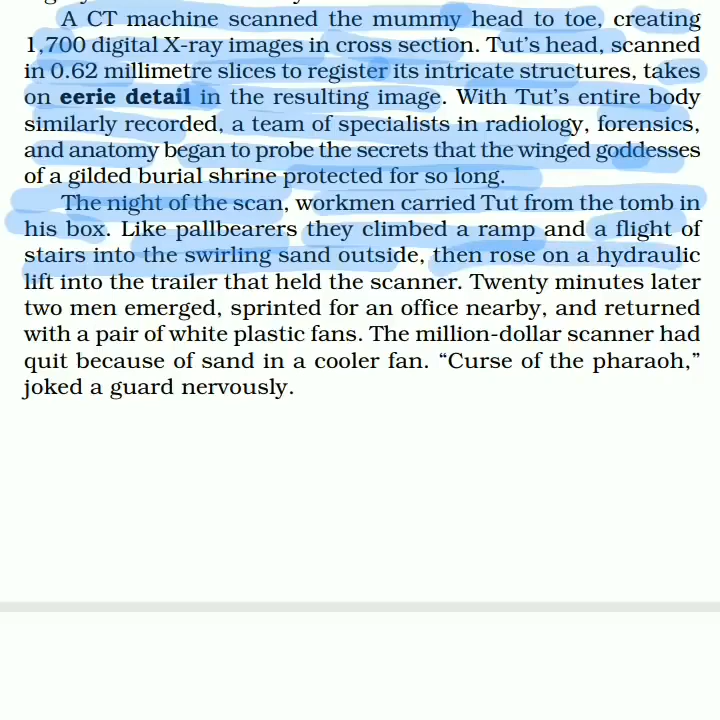 A CT machine scanned the mummy head to toe, creating
1,700 digital X-ray images in cross section. Tut's head, scanned
in 0.62 millimetre slices to register its intricate structures, takes
on eerie detail in the resulting image. With Tut's entire body
similarly recorded, a team of specialists in radiology, forensics,
and anatomy began to probe the secrets that the winged goddesses
of a gilded burial shrine protected for so long.
The night of the scan, workmen carried Tut from the tomb in
his box. Like pallbearers they climbed a ramp and a flight of
stairs into the swirling sand outside, then rose on a hydraulic
lift into the trailer that held the scanner. Twenty minutes later
two men emerged, sprinted for an office nearby, and returned
with a pair of white plastic fans. The million-dollar scanner had
quit because of sand in a cooler fan. “Curse of the pharaoh,”
joked a guard nervously.